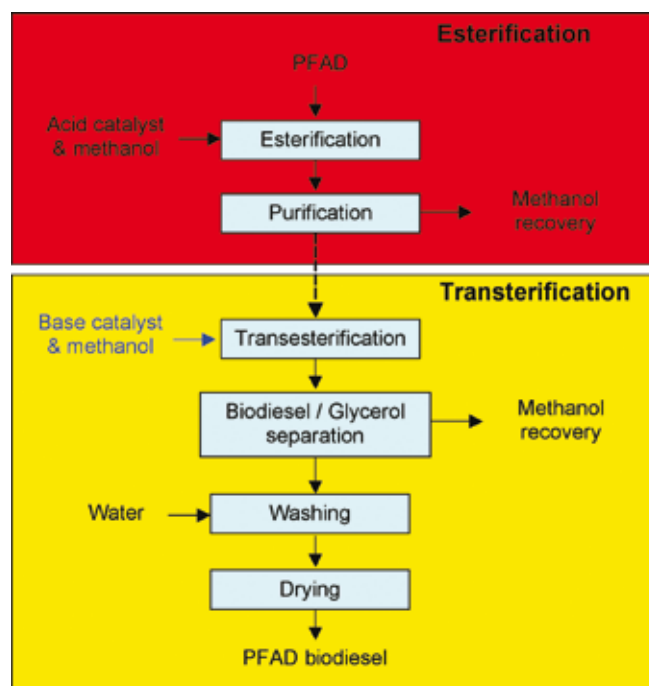 Esterification
PFAD
Acid catalyst
& methanol
Esterification
Purification
Methanol
recovery
Transterification
Base catalyst
& methanol
Transesterification
Biodiesel / Glycerol
separation
Methanol
recovery
Water
Washing
Drying
PFAD biodiesel